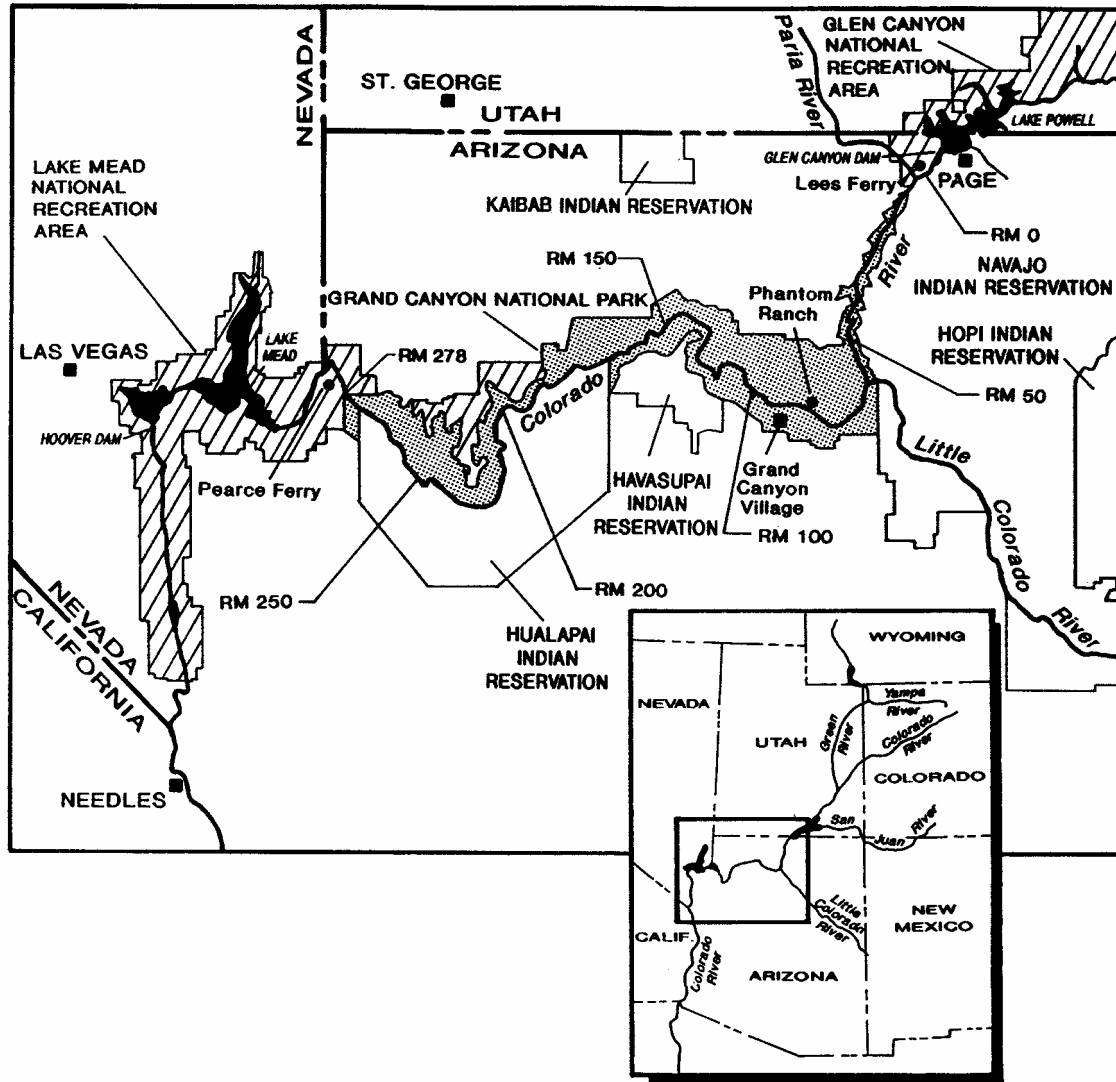 GLEN CANYON
NATIONAL
RECREATION
AREA
Paria River
NEVADA
ST. GEORGE
UTAH
ARIZONA
LAKE POWELL
GLEN CANYON DAM
Lees Ferry
PAGE
LAKE MEAD
NATIONAL
RECREATION
AREA
KAIBAB INDIAN RESERVATION
RM 0
River
NAVAJO
INDIAN RESERVATION
RM 150
GRAND CANYON NATIONAL PARK
Phantom
Ranch
HOPI INDIAN
RESERVATION
LAS VEGAS
LAKE
MEAD
RM 278
RM 50
Colorado
HOOVER DAM
Pearce Ferry
HAVASUPAI
INDIAN
RESERVATION
Grand
Canyon
Village
RM 100
Little
Colorado
River
RM 250
RM 200
HUALAPAI
INDIAN
RESERVATION
NEVADA
CALIFORNIA
NEEDLES
WYOMING
NEVADA
UTAH
Green
River
Yampa
River
Colorado
River
COLORADO
San
Juan
River
Little
Colorado
River
NEW
MEXICO
CALIF.
Colorado
River
ARIZONA